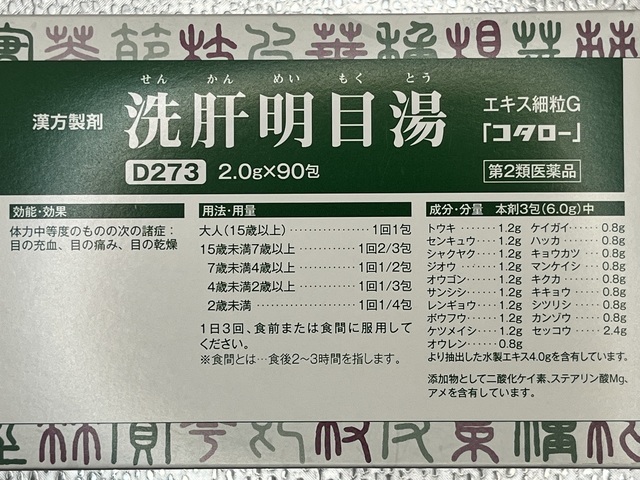 せん かん めい もく とう
漢方製剤
洗肝明目湯
エキス細粒G
「コタロー」
D273 2.0g×90包
第2類医薬品
効能・効果
体力中等度のものの次の諸症：
目の充血、目の痛み、目の乾燥
用法・用量
大人(15歳以上)……………1回1包
15歳未満7歳以上…………1回2/3包
7歳未満4歳以上…………1回1/2包
4歳未満2歳以上…………1回1/3包
2歳未満……………………1回1/4包
1日3回、食前または食間に服用して
ください。
※食間とは…食後2〜3時間を指します。
成分・分量 本剤3包(6.0g)中
トウキ………1.2g ケイガイ……0.8g
センキュウ…1.2g ハッカ………0.8g
シャクヤク…1.2g キョウカツ…0.8g
ジオウ………1.2g マンケイシ…0.8g
オウゴン……1.2g キクカ………0.8g
サンシシ……1.2g キキョウ……0.8g
レンギョウ…1.2g シツリシ……0.8g
ボウフウ……1.2g カンゾウ……0.8g
ケツメイシ…1.2g セッコウ……2.4g
オウレン……0.8g
より抽出した水製エキス4.0gを含有しています。
添加物として二酸化ケイ素、ステアリン酸Mg、
アメを含有しています。